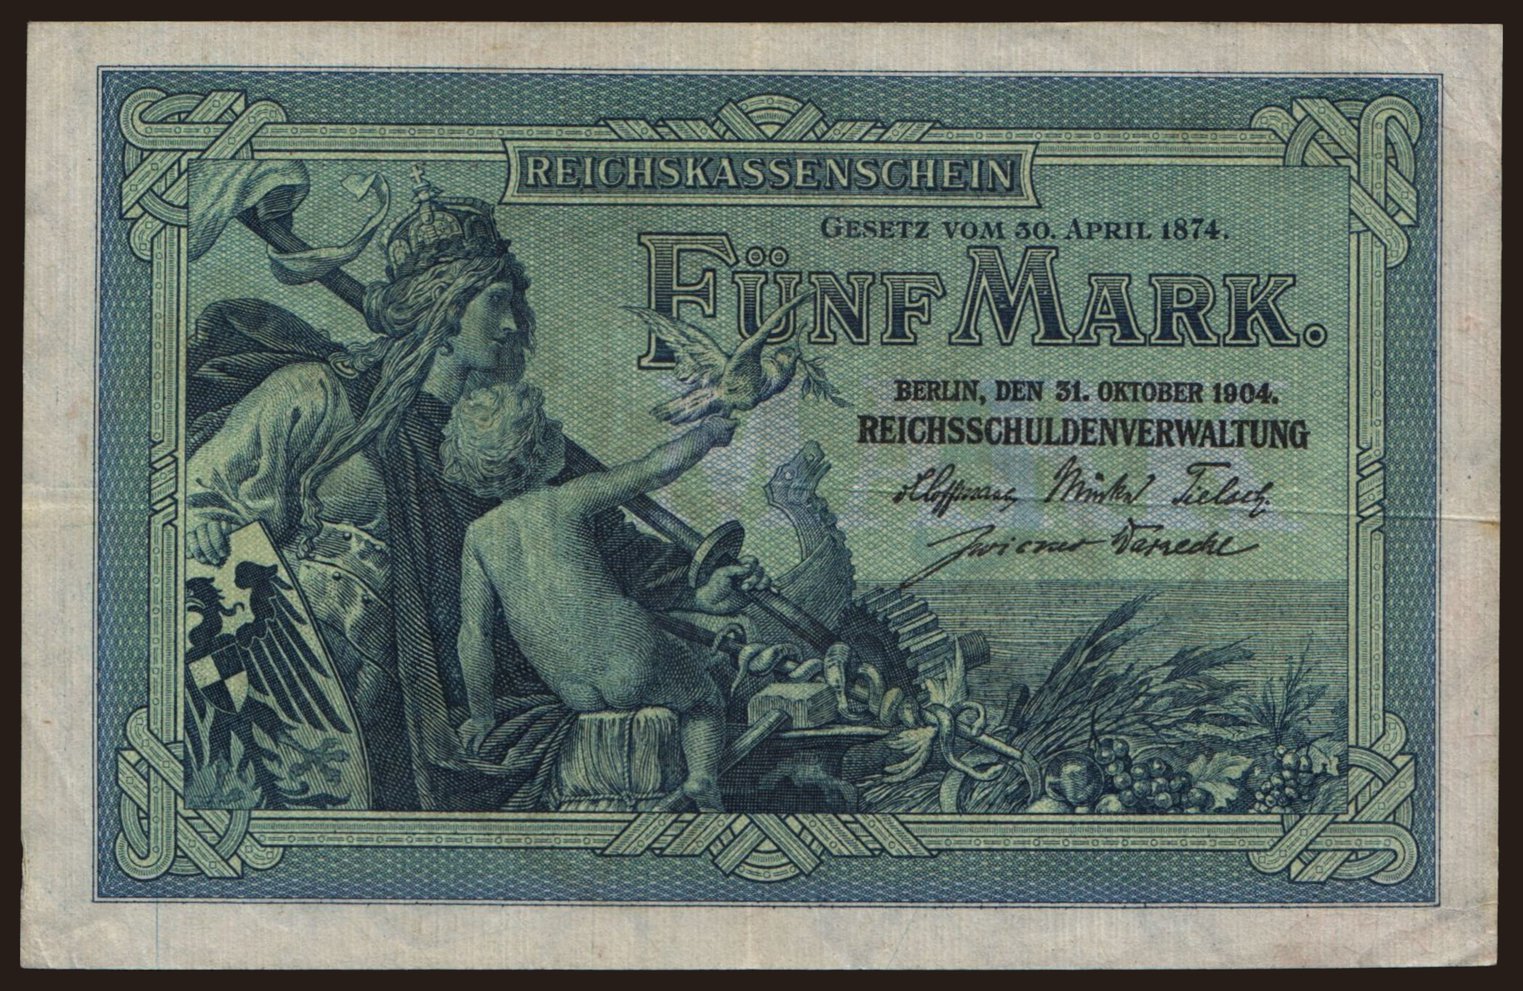 REICHSKASSENSCHEIN
GESETZ VOM 30. APRIL 1874.
FÜNF MARK.
BERLIN, DEN 31. OKTOBER 1904.
REICHSSCHULDENVERWALTUNG